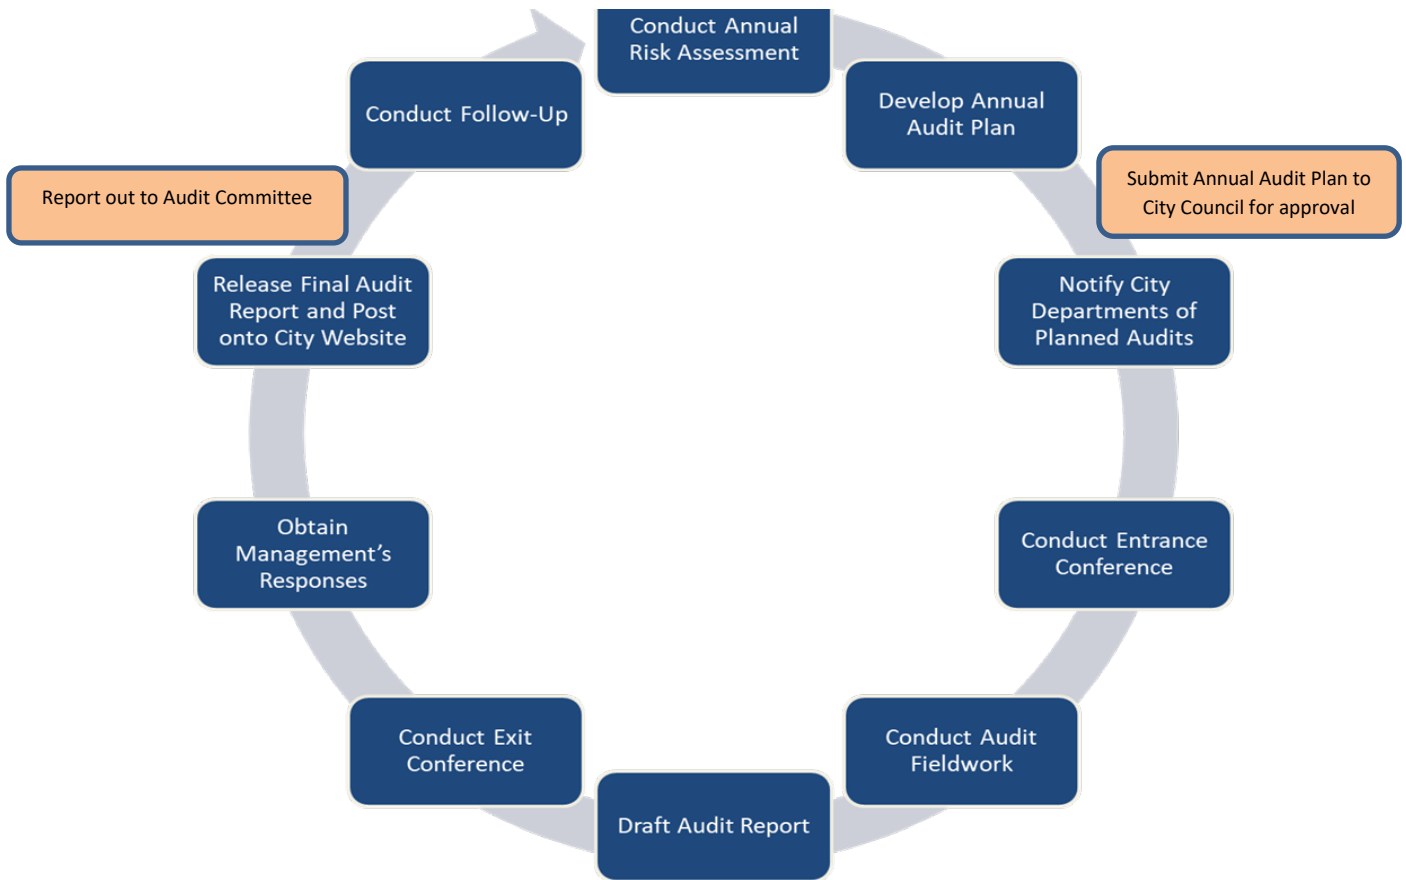 Conduct Annual
Risk Assessment
Develop Annual
Audit Plan
Submit Annual Audit Plan to
City Council for approval
Notify City
Departments of
Planned Audits
Conduct Entrance
Conference
Conduct Audit
Fieldwork
Draft Audit Report
Conduct Exit
Conference
Obtain
Management’s
Responses
Release Final Audit
Report and Post
onto City Website
Report out to Audit Committee
Conduct Follow-Up